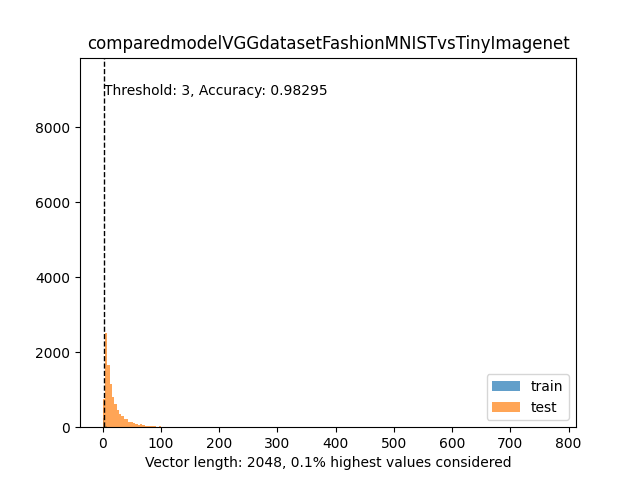 comparedmodelVGGdatasetFashionMNISTvsTinyImagenet
Threshold: 3, Accuracy: 0.98295
8000
6000
4000
2000
0
train
test
0 100 200 300 400 500 600 700 800
Vector length: 2048, 0.1% highest values considered